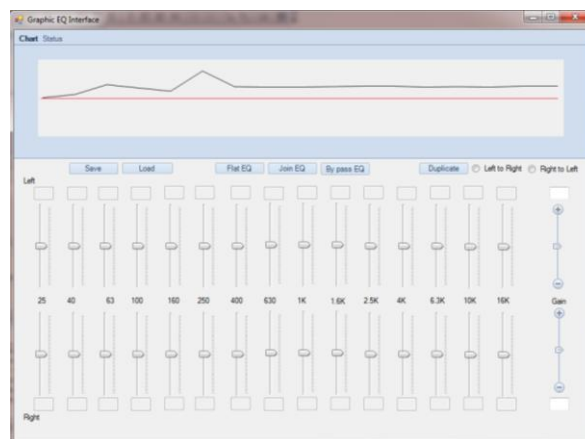 Graphic EQ Interface
Chart Status
Save Load Flat EQ Join EQ By pass EQ Duplicate Left to Right Right to Left
Left
25 40 63 100 160 250 400 630 1K 1.6K 2.5K 4K 6.3K 10K 16K Gain
Right